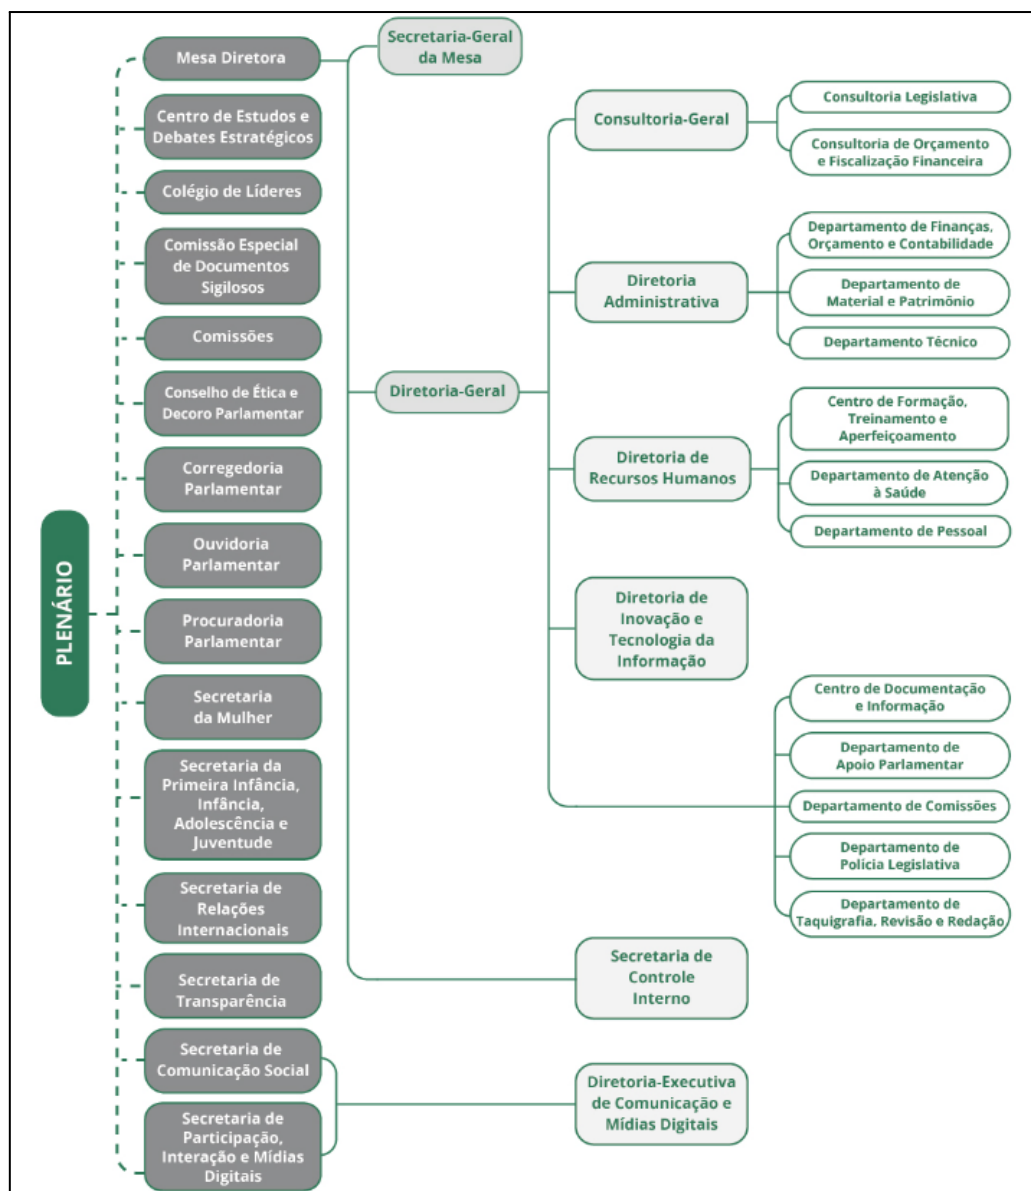 PLENÁRIO
Mesa Diretora
Centro de Estudos e
Debates Estratégicos
Colégio de Líderes
Comissão Especial
de Documentos
Sigilosos
Comissões
Conselho de Ética e
Decoro Parlamentar
Corregedoria
Parlamentar
Ouvidoria
Parlamentar
Procuradoria
Parlamentar
Secretaria
da Mulher
Secretaria da
Primeira Infância,
Infância,
Adolescência e
Juventude
Secretaria de
Relações
Internacionais
Secretaria de
Transparência
Secretaria de
Comunicação Social
Secretaria de
Participação,
Interação e Mídias
Digitais
Secretaria-Geral
da Mesa
Diretoria-Geral
Consultoria-Geral
Diretoria
Administrativa
Diretoria de
Recursos Humanos
Diretoria de
Inovação e
Tecnologia da
Informação
Secretaria de
Controle
Interno
Diretoria-Executiva
de Comunicação e
Mídias Digitais
Consultoria Legislativa
Consultoria de Orçamento
e Fiscalização Financeira
Departamento de Finanças,
Orçamento e Contabilidade
Departamento de
Material e Patrimônio
Departamento Técnico
Centro de Formação,
Treinamento e
Aperfeiçoamento
Departamento de Atenção
à Saúde
Departamento de Pessoal
Centro de Documentação
e Informação
Departamento de
Apoio Parlamentar
Departamento de Comissões
Departamento de
Polícia Legislativa
Departamento de
Taquigrafia, Revisão e Redação